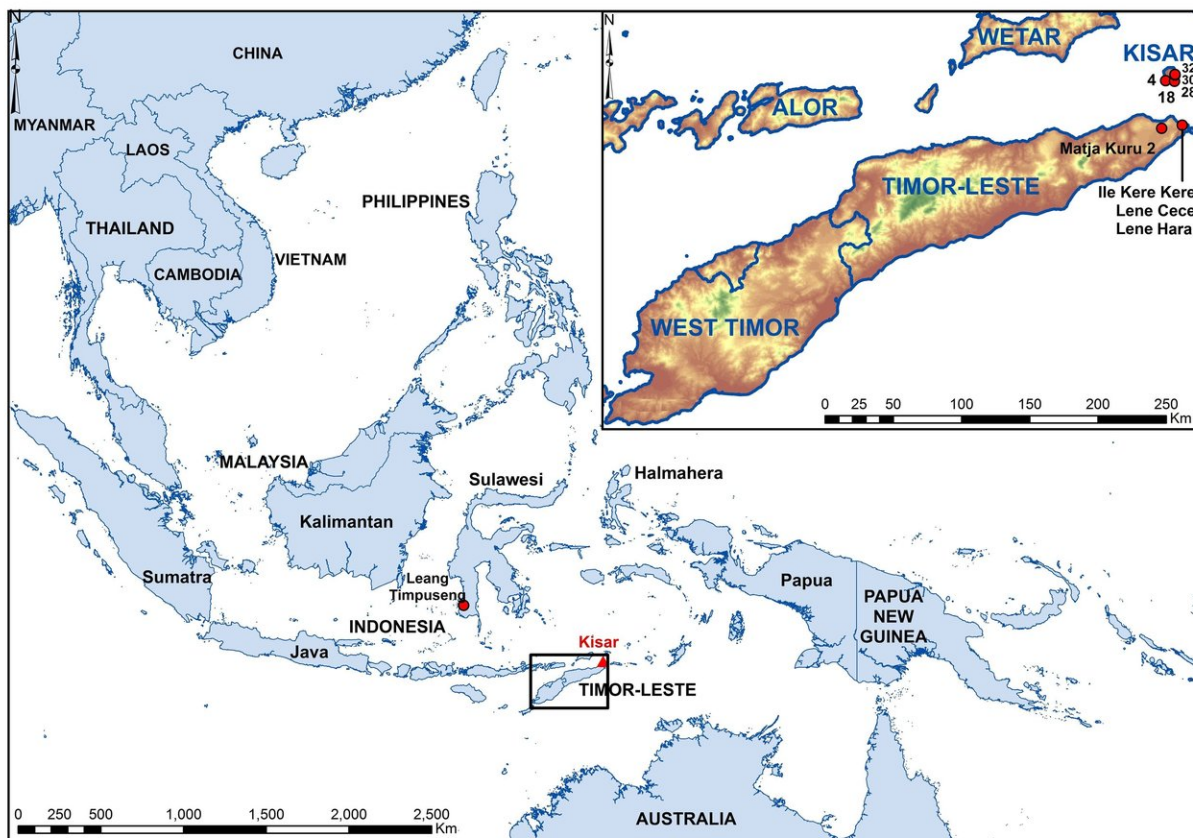 N
CHINA
MYANMAR
LAOS
THAILAND
PHILIPPINES
VIETNAM
CAMBODIA
MALAYSIA
Sulawesi
Halmahera
Kalimantan
Sumatra
Leang
Timpuseng
Papua
PAPUA
NEW
GUINEA
INDONESIA
Java
Kisar
TIMOR-LESTE
AUSTRALIA
0 250 500 1,000 1,500 2,000 2,500
Km
N
WETAR
KISAR
32
4
30
18
28
ALOR
Matja Kuru 2
TIMOR-LESTE
Ile Kere Kere
Lene Cece
Lene Hara
WEST TIMOR
0 25 50 100 150 200 250
Km